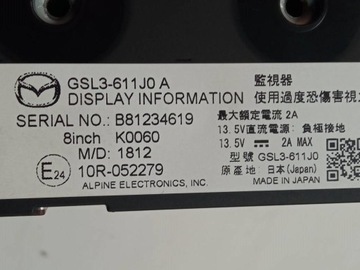 GSL3-611J0 A
DISPLAY INFORMATION
SERIAL NO.: B81234619
8inch K0060
M/D: 1812
E24
10R-052279
ALPINE ELECTRONICS, INC.
監視器
使用過度恐傷害視
最大額定電流 2A
13.5V直流電源: 負極接地
13.5V 2A MAX
型號 GSL3-611J0
原產地: 日本(Japan)
MADE IN JAPAN